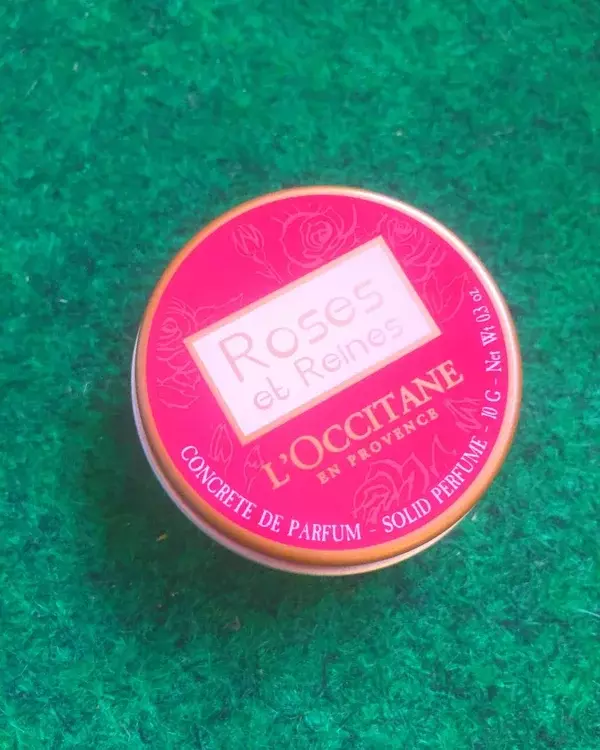 Roses
et Reines
L'OCCITANE
EN PROVENCE
CONCRETE DE PARFUM - SOLID PERFUME - 10 G - Net Wt 0.3 oz.